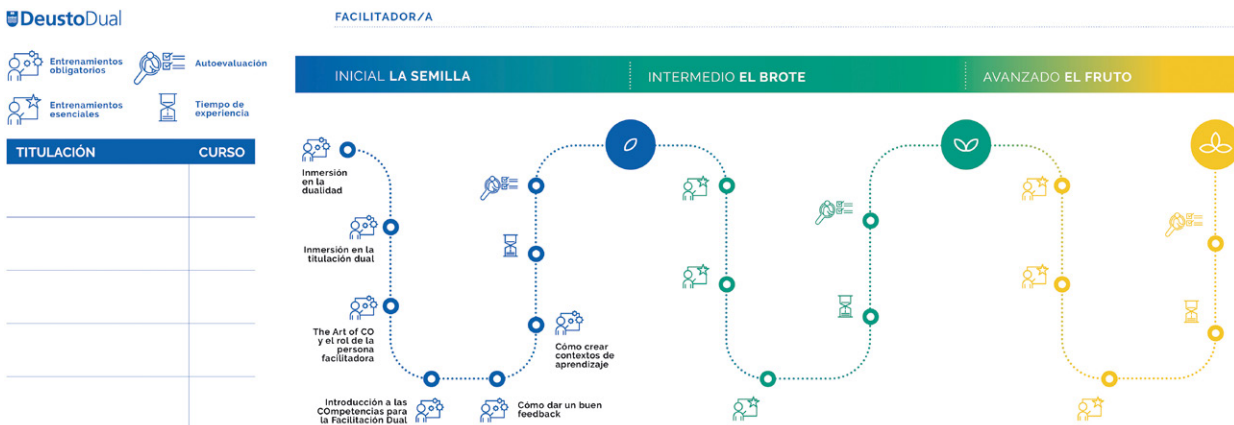 DeustoDual
FACILITADOR/A
Entrenamientos
obligatorios
Autoevaluación
Entrenamientos
esenciales
Tiempo de
experiencia
TITULACIÓN CURSO
INICIAL LA SEMILLA
INTERMEDIO EL BROTE
AVANZADO EL FRUTO
Inmersión
en la
dualidad
Inmersión en la
titulación dual
The Art of CO
y el rol de la
persona
facilitadora
Introducción a las
COmpetencias para
la Facilitación Dual
Cómo dar un buen
feedback
Cómo crear
contextos de
aprendizaje